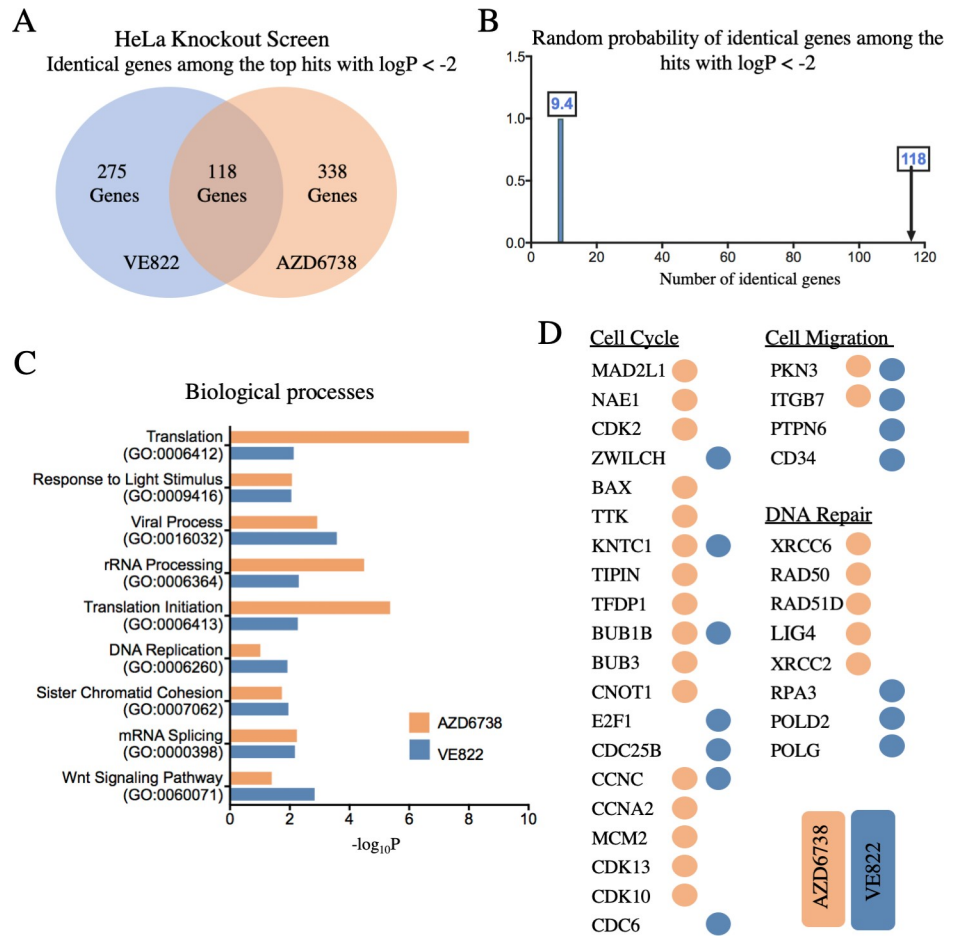 A
HeLa Knockout Screen
Identical genes among the top hits with logP < -2
275
Genes
118
Genes
338
Genes
VE822
AZD6738
B
Random probability of identical genes among the
hits with logP < -2
1.5
1.0
0.5
0.0
9.4
118
0
20
40
60
80
100
120
Number of identical genes
C
Biological processes
Translation
(GO:0006412)
Response to Light Stimulus
(GO:0009416)
Viral Process
(GO:0016032)
rRNA Processing
(GO:0006364)
Translation Initiation
(GO:0006413)
DNA Replication
(GO:0006260)
Sister Chromatid Cohesion
(GO:0007062)
mRNA Splicing
(GO:0000398)
Wnt Signaling Pathway
(GO:0060071)
AZD6738
VE822
0
2
4
6
8
10
-log₁₀P
D
Cell Cycle
MAD2L1
NAE1
CDK2
ZWILCH
BAX
TTK
KNTC1
TIPIN
TFDP1
BUB1B
BUB3
CNOT1
E2F1
CDC25B
CCNC
CCNA2
MCM2
CDK13
CDK10
CDC6
Cell Migration
PKN3
ITGB7
PTPN6
CD34
DNA Repair
XRCC6
RAD50
RAD51D
LIG4
XRCC2
RPA3
POLD2
POLG
AZD6738
VE822